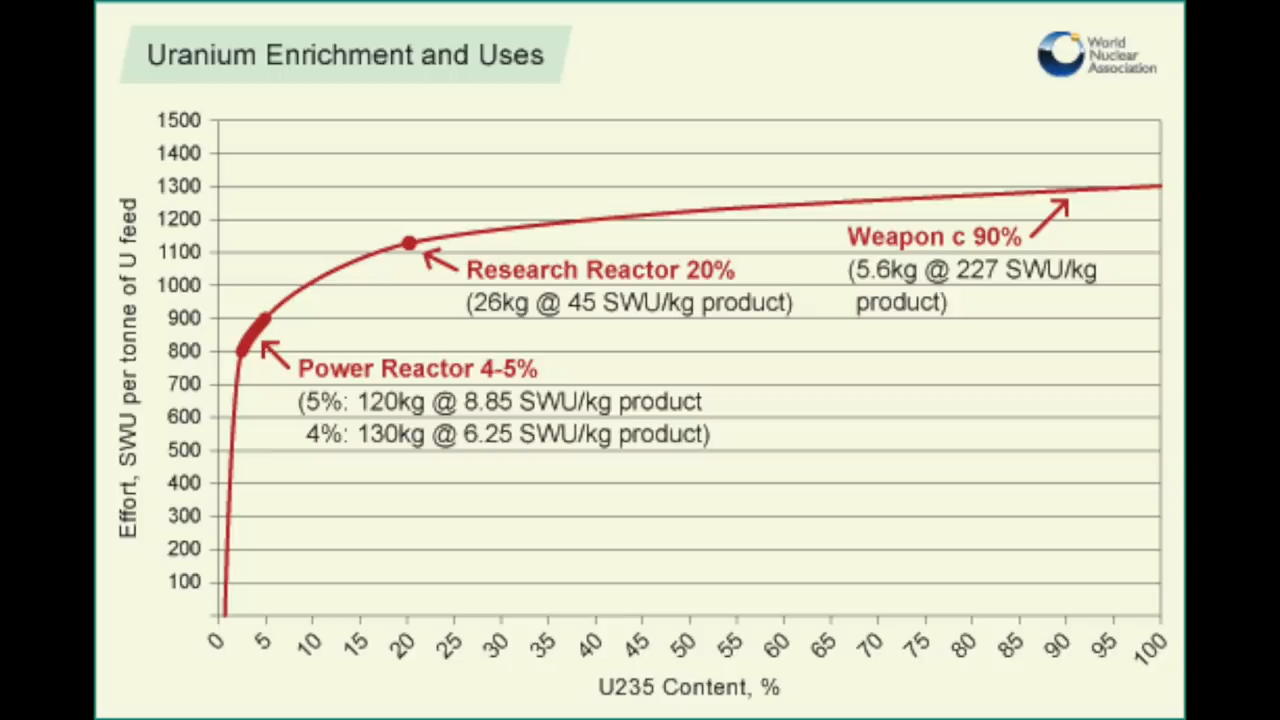 Uranium Enrichment and Uses
World
Nuclear
Association
1500
1400
1300
1200
1100
1000
900
800
700
600
500
400
300
200
100
Effort, SWU per tonne of U feed
Weapon c 90%
(5.6kg @ 227 SWU/kg
product)
Research Reactor 20%
(26kg @ 45 SWU/kg product)
Power Reactor 4-5%
(5%: 120kg @ 8.85 SWU/kg product
4%: 130kg @ 6.25 SWU/kg product)
0 5 10 15 20 25 30 35 40 45 50 55 60 65 70 75 80 85 90 95 100
U235 Content, %